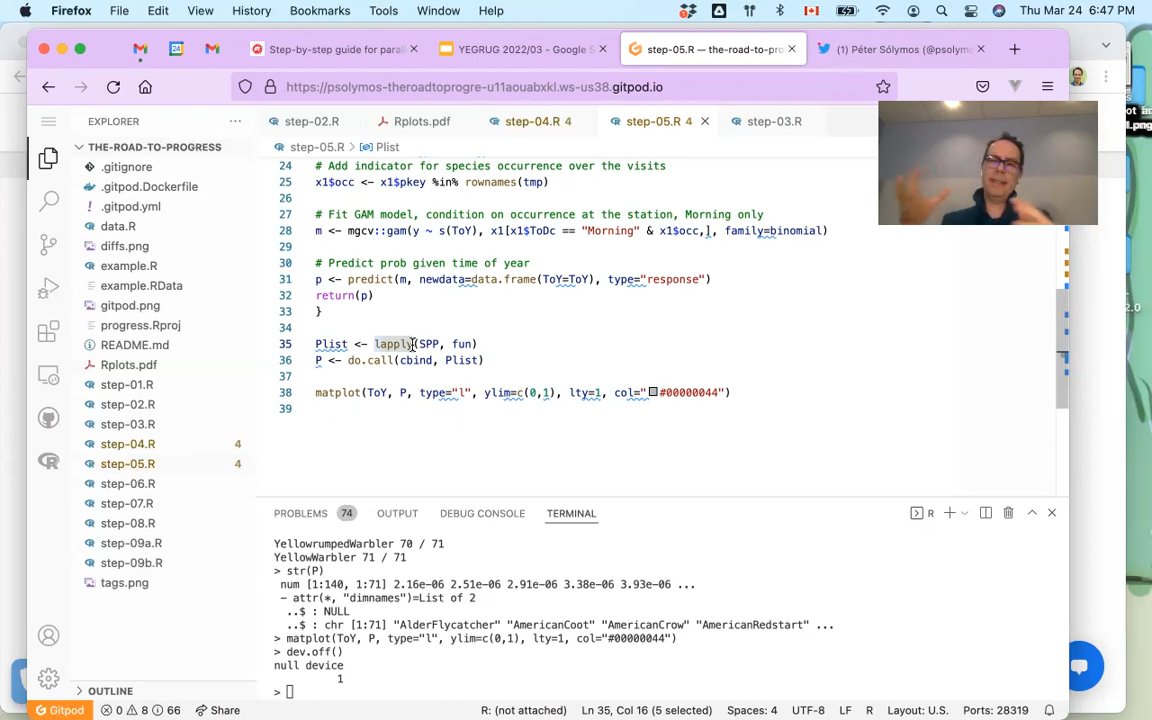 Firefox File Edit View History Bookmarks Tools Window Help Thu Mar 24 6:47 PM
Step-by-step guide for paral YEGRUG 2022/03 - Google S step-05.R — the-road-to-pro (1) Péter Sólymos (@psolym
https://psolymos-theroadtoprogre-u11aouabxkl.ws-us38.gitpod.io
EXPLORER
step-02.R Rplots.pdf step-04.R 4 step-05.R 4 step-03.R
step-05.R > Plist
THE-ROAD-TO-PROGRESS
.gitignore
.gitpod.Dockerfile
.gitpod.yml
data.R
diffs.png
example.R
example.RData
gitpod.png
progress.Rproj
README.md
Rplots.pdf
step-01.R
step-02.R
step-03.R
step-04.R 4
step-05.R 4
step-06.R
step-07.R
step-08.R
step-09a.R
step-09b.R
tags.png
OUTLINE
24 # Add indicator for species occurrence over the visits
25 x1$occ <- x1$pkey %in% rownames(tmp)
26
27 # Fit GAM model, condition on occurrence at the station, Morning only
28 m <- mgcv::gam(y ~ s(ToY), x1[x1$ToDc == "Morning" & x1$occ,], family=binomial)
29
30 # Predict prob given time of year
31 p <- predict(m, newdata=data.frame(ToY=ToY), type="response")
32 return(p)
33 }
34
35 Plist <- lapply(SPP, fun)
36 P <- do.call(cbind, Plist)
37
38 matplot(ToY, P, type="l", ylim=c(0,1), lty=1, col="#00000044")
39
PROBLEMS 74 OUTPUT DEBUG CONSOLE TERMINAL R
YellowrumpedWarbler 70 / 71
YellowWarbler 71 / 71
> str(P)
num [1:140, 1:71] 2.16e-06 2.51e-06 2.91e-06 3.38e-06 3.93e-06 ...
- attr(*, "dimnames")=List of 2
..$ : NULL
..$ : chr [1:71] "AlderFlycatcher" "AmericanCoot" "AmericanCrow" "AmericanRedstart" ...
> matplot(ToY, P, type="l", ylim=c(0,1), lty=1, col="#00000044")
> dev.off()
null device
1
>
Gitpod 0 8 66 Share R: (not attached) Ln 35, Col 16 (5 selected) Spaces: 4 UTF-8 LF R Layout: U.S. Ports: 28319